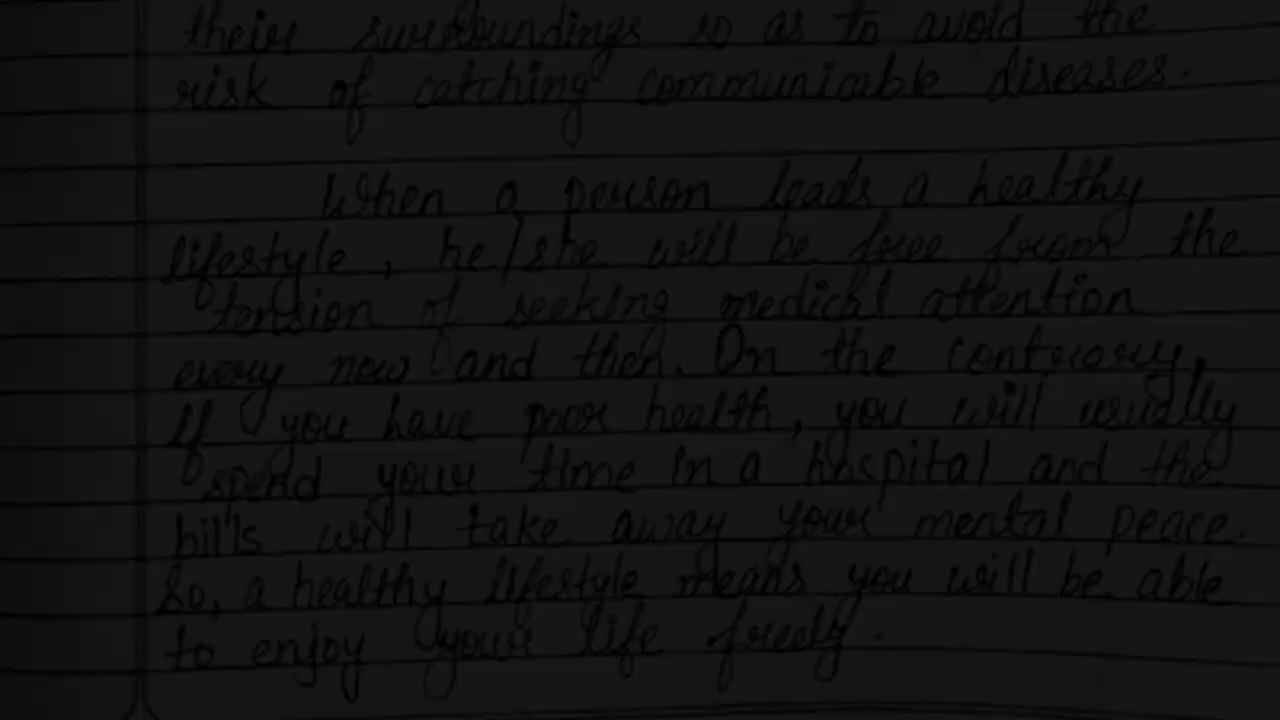 their surroundings so as to avoid the
risk of catching communicable diseases.
When a person leads a healthy
lifestyle, he/she will be free from the
tension of seeking medical attention
every now and then. On the contrary,
if you have poor health, you will usually
spend your time in a hospital and the
bills will take away your mental peace.
So, a healthy lifestyle means you will be able
to enjoy your life freely.